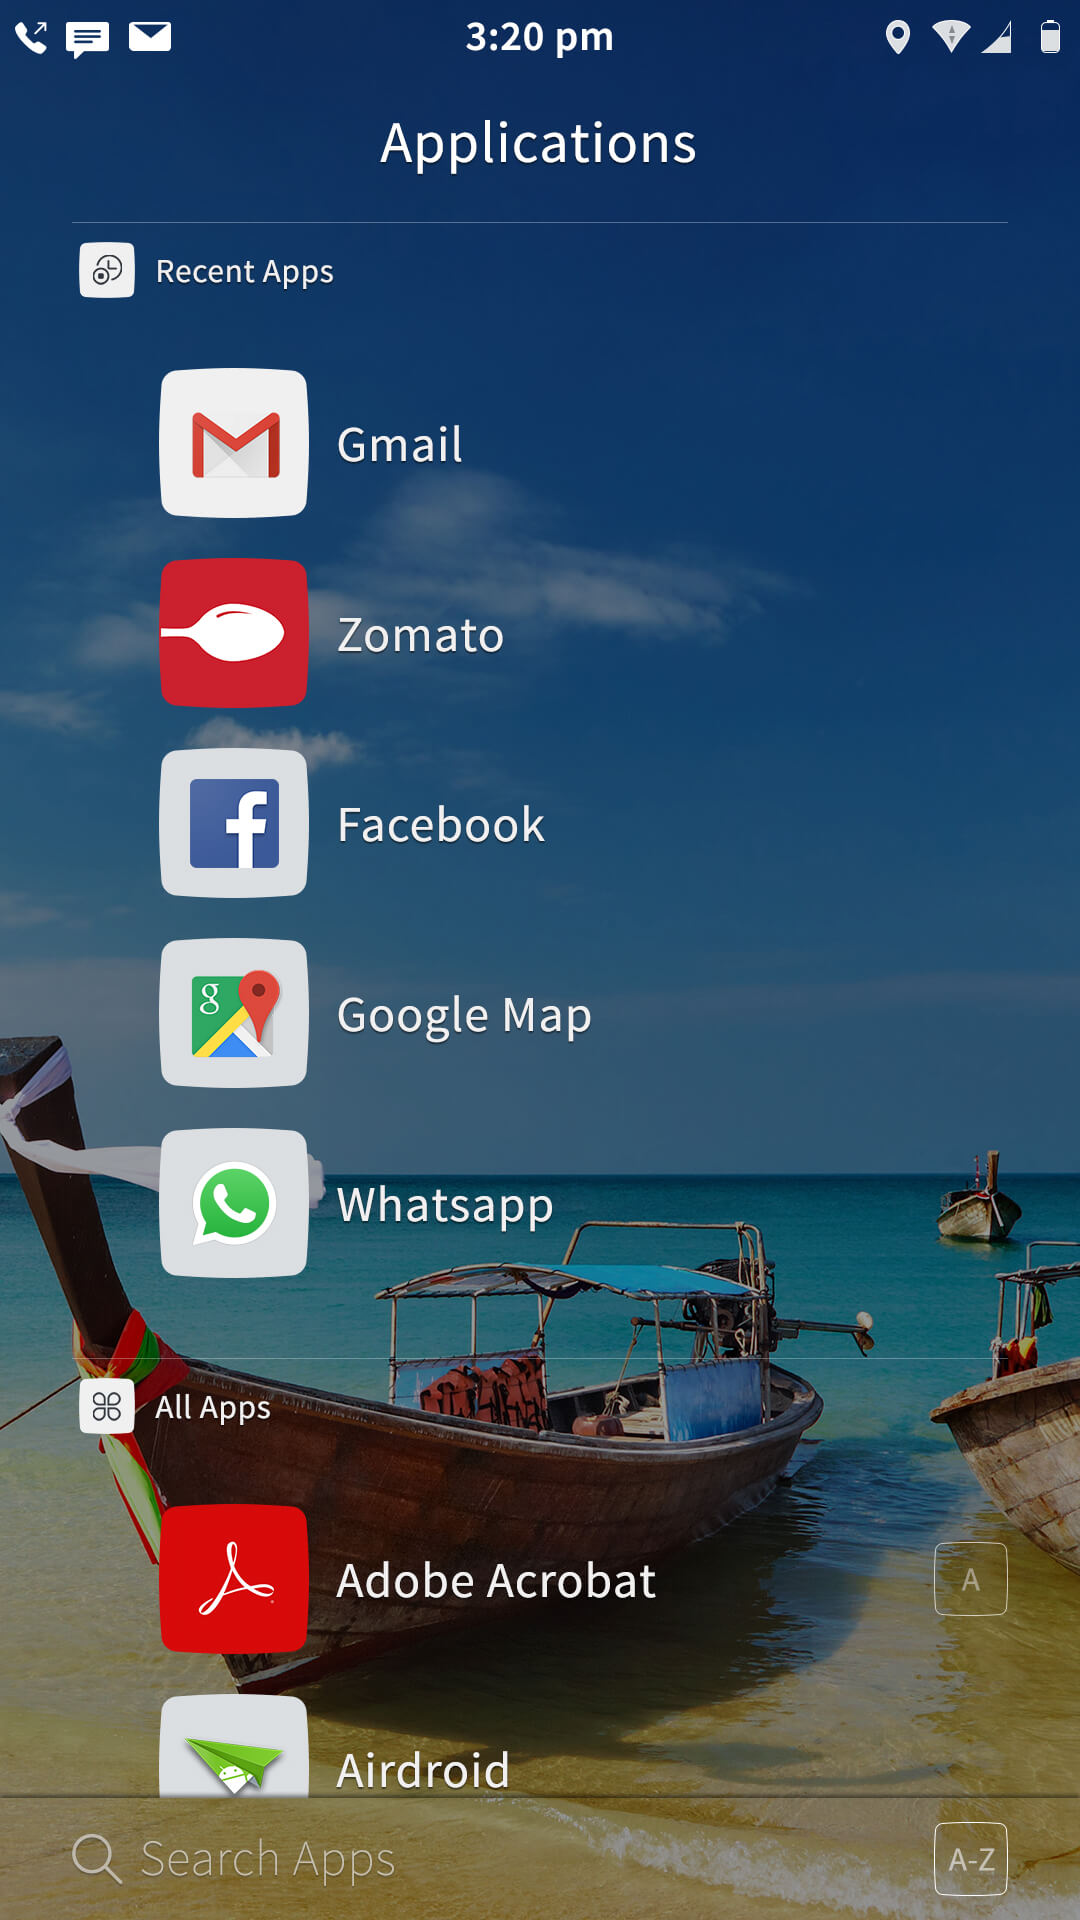 3:20 pm
Applications
Recent Apps
Gmail
Zomato
Facebook
g
Google Map
Whatsapp
All Apps
Adobe Acrobat
A
Airdroid
Search Apps
A-Z